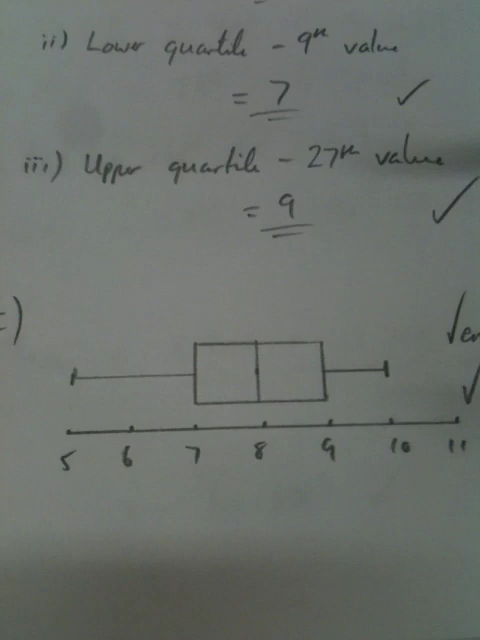 ii) Lower quartile - 9th value
= 7 ✓
iii) Upper quartile - 27th value
= 9 ✓
c)
✓
5 6 7 8 9 10 11